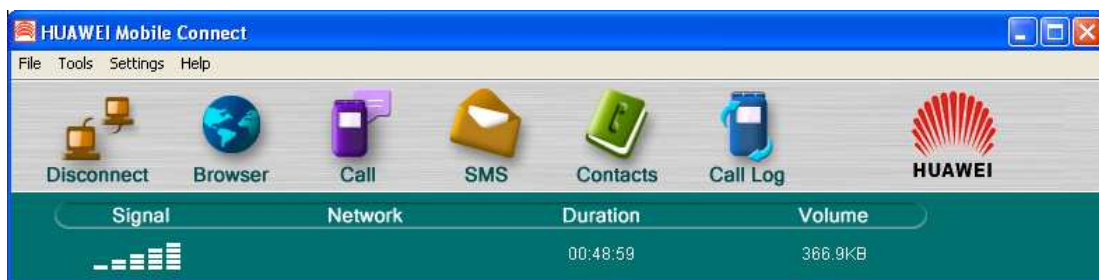 HUAWEI Mobile Connect
File Tools Settings Help
Disconnect Browser Call SMS Contacts Call Log HUAWEI
Signal Network Duration Volume
00:48:59 366.9KB